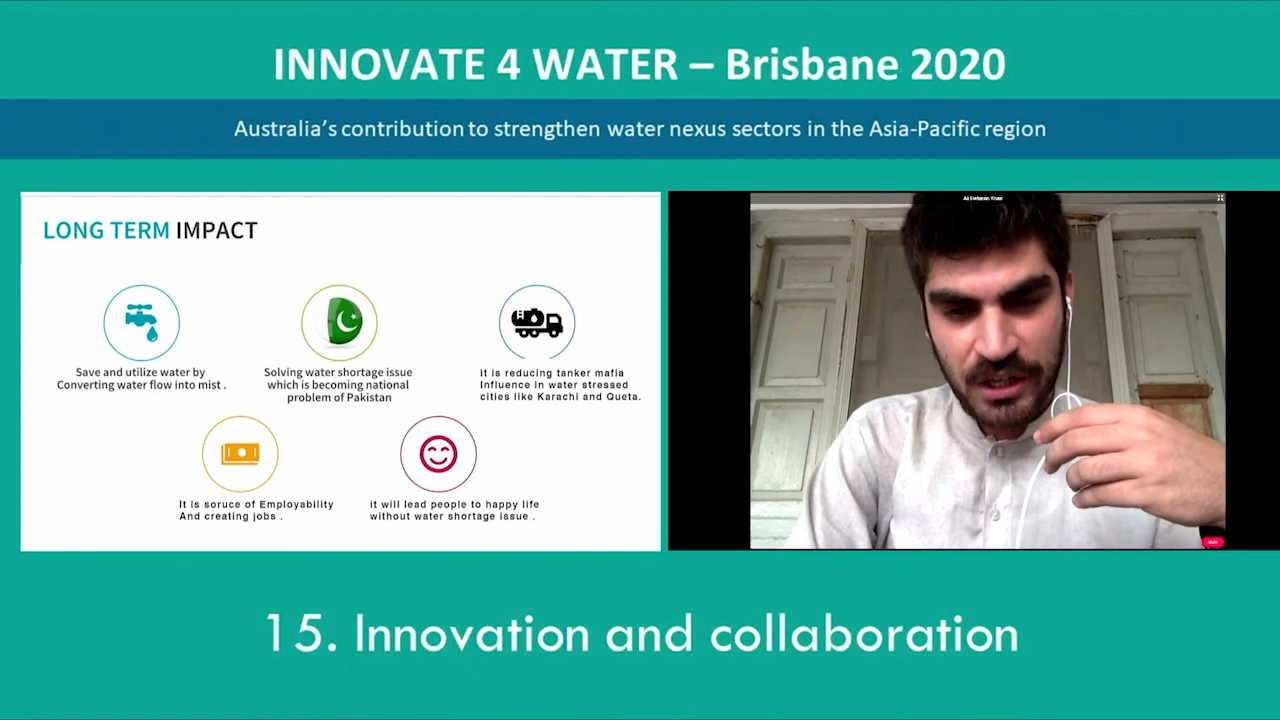 INNOVATE 4 WATER – Brisbane 2020
Australia's contribution to strengthen water nexus sectors in the Asia-Pacific region
LONG TERM IMPACT
Save and utilize water by
Converting water flow into mist .
Solving water shortage issue
which is becoming national
problem of Pakistan
it is reducing tanker mafia
Influence in water stressed
cities like Karachi and Queta.
It is soruce of Employability
And creating jobs .
it will lead people to happy life
without water shortage issue .
Ali Rehman Khan
15. Innovation and collaboration